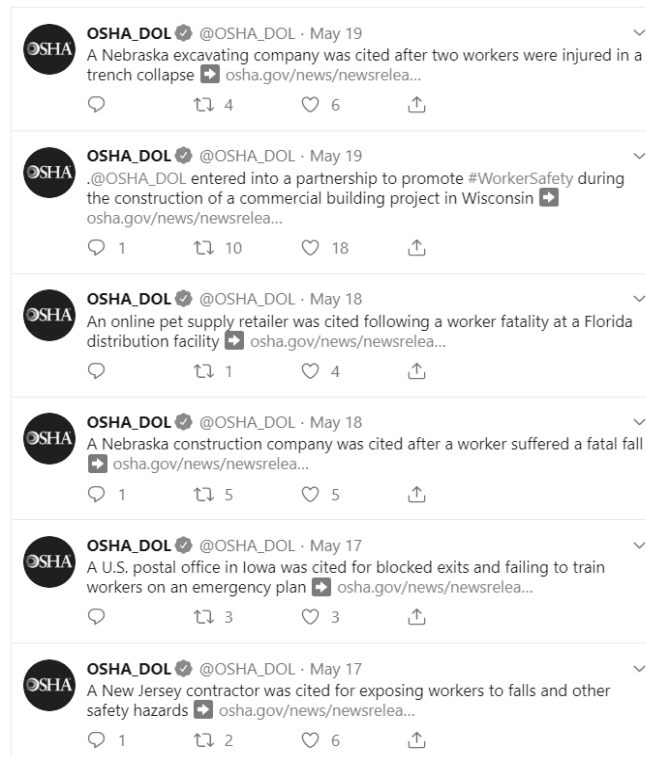 OSHA
OSHA_DOL @OSHA_DOL · May 19
A Nebraska excavating company was cited after two workers were injured in a
trench collapse ➡ osha.gov/news/newsrelea...
4 6
OSHA
OSHA_DOL @OSHA_DOL · May 19
.@OSHA_DOL entered into a partnership to promote #WorkerSafety during
the construction of a commercial building project in Wisconsin ➡
osha.gov/news/newsrelea...
1 10 18
OSHA
OSHA_DOL @OSHA_DOL · May 18
An online pet supply retailer was cited following a worker fatality at a Florida
distribution facility ➡ osha.gov/news/newsrelea...
1 4
OSHA
OSHA_DOL @OSHA_DOL · May 18
A Nebraska construction company was cited after a worker suffered a fatal fall
➡ osha.gov/news/newsrelea...
1 5 5
OSHA
OSHA_DOL @OSHA_DOL · May 17
A U.S. postal office in Iowa was cited for blocked exits and failing to train
workers on an emergency plan ➡ osha.gov/news/newsrelea...
3 3
OSHA
OSHA_DOL @OSHA_DOL · May 17
A New Jersey contractor was cited for exposing workers to falls and other
safety hazards ➡ osha.gov/news/newsrelea...
1 2 6